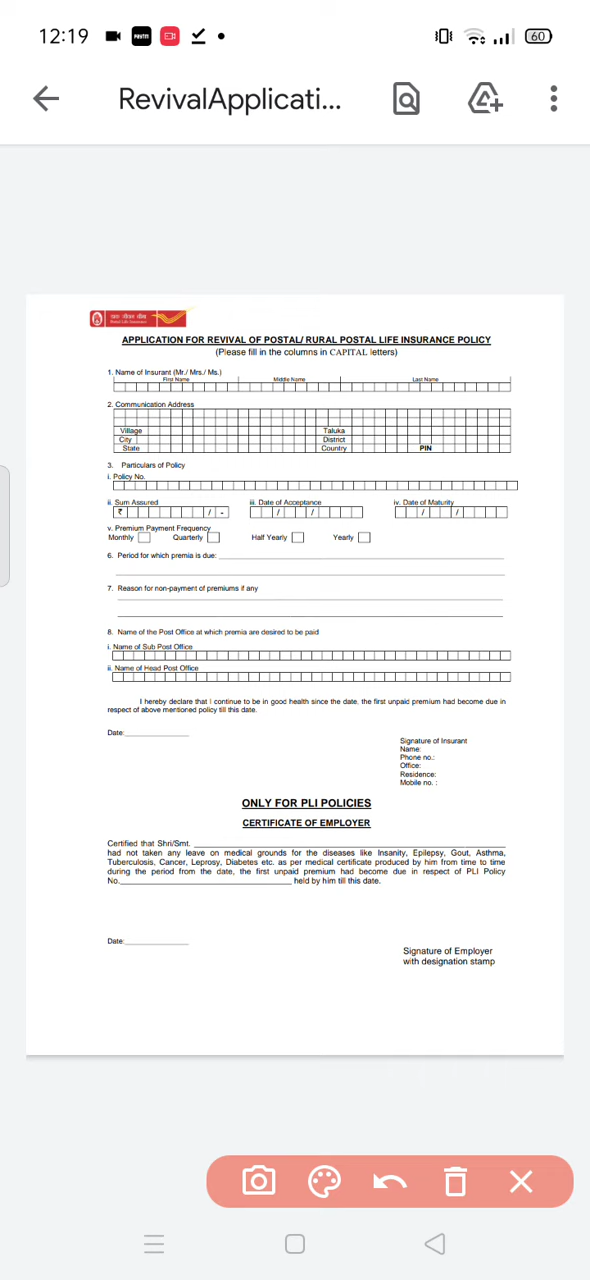 12:19
Paytm
60
RevivalApplicati...
डाक जीवन बीमा
Postal Life Insurance
APPLICATION FOR REVIVAL OF POSTAL/ RURAL POSTAL LIFE INSURANCE POLICY
(Please fill in the columns in CAPITAL letters)
1. Name of Insurant (Mr./ Mrs./ Ms.)
First Name Middle Name Last Name
2. Communication Address
Village Taluka
City District
State Country PIN
3. Particulars of Policy
i. Policy No.
ii. Sum Assured iii. Date of Acceptance iv. Date of Maturity
₹ / - / / / /
v. Premium Payment Frequency
Monthly Quarterly Half Yearly Yearly
6. Period for which premia is due:
7. Reason for non-payment of premiums if any
8. Name of the Post Office at which premia are desired to be paid
i. Name of Sub Post Office
ii. Name of Head Post Office
I hereby declare that I continue to be in good health since the date, the first unpaid premium had become due in
respect of above mentioned policy till this date.
Date:
Signature of Insurant
Name:
Phone no.:
Office:
Residence:
Mobile no. :
ONLY FOR PLI POLICIES
CERTIFICATE OF EMPLOYER
Certified that Shri/Smt.
had not taken any leave on medical grounds for the diseases like Insanity, Epilepsy, Gout, Asthma,
Tuberculosis, Cancer, Leprosy, Diabetes etc. as per medical certificate produced by him from time to time
during the period from the date, the first unpaid premium had become due in respect of PLI Policy
No. held by him till this date.
Date:
Signature of Employer
with designation stamp